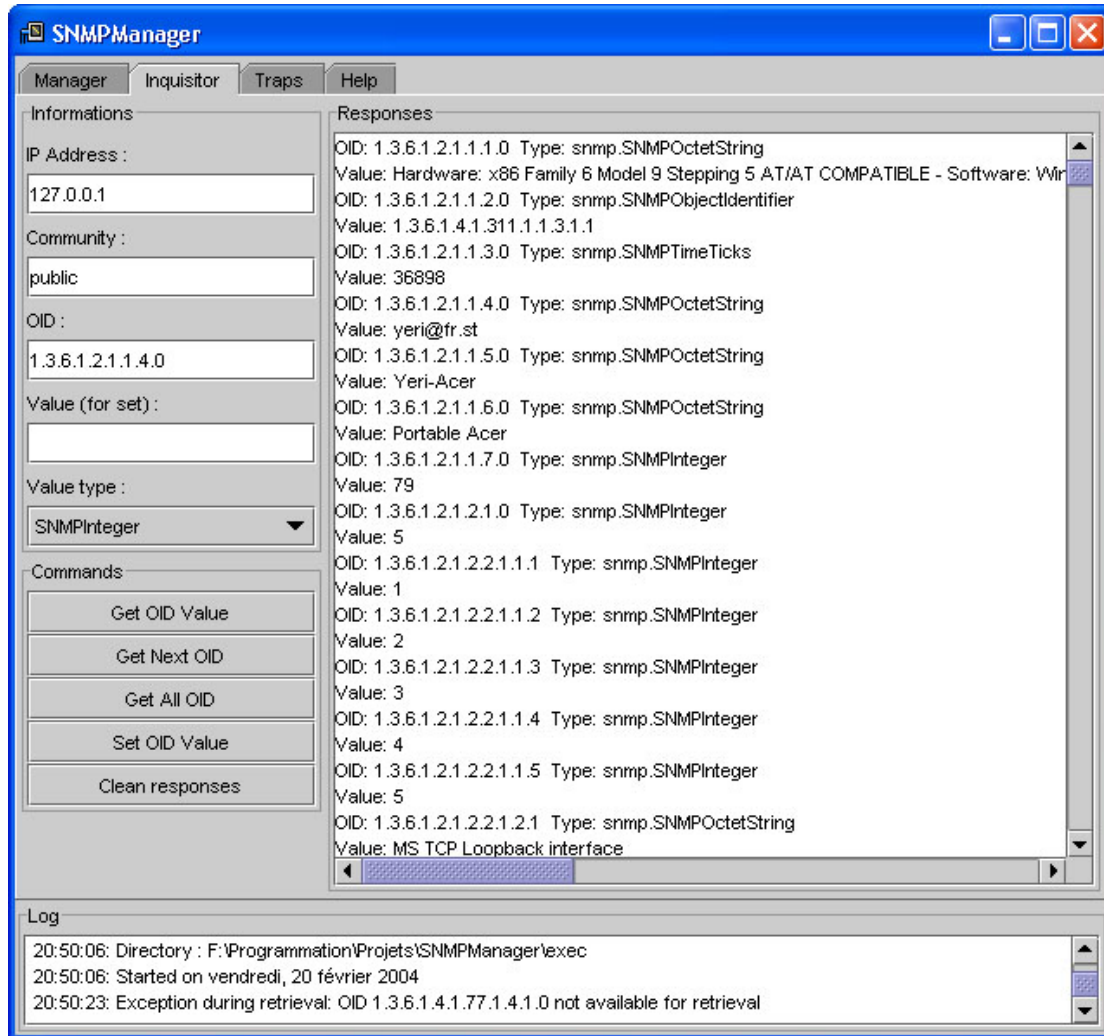 SNMPManager
Manager Inquisitor Traps Help
Informations
IP Address :
127.0.0.1
Community :
public
OID :
1.3.6.1.2.1.1.4.0
Value (for set) :
Value type :
SNMPInteger
Commands
Get OID Value
Get Next OID
Get All OID
Set OID Value
Clean responses
Responses
OID: 1.3.6.1.2.1.1.1.0 Type: snmp.SNMPOctetString
Value: Hardware: x86 Family 6 Model 9 Stepping 5 AT/AT COMPATIBLE - Software: Win
OID: 1.3.6.1.2.1.1.2.0 Type: snmp.SNMPObjectIdentifier
Value: 1.3.6.1.4.1.311.1.1.3.1.1
OID: 1.3.6.1.2.1.1.3.0 Type: snmp.SNMPTimeTicks
Value: 36898
OID: 1.3.6.1.2.1.1.4.0 Type: snmp.SNMPOctetString
Value: yeri@fr.st
OID: 1.3.6.1.2.1.1.5.0 Type: snmp.SNMPOctetString
Value: Yeri-Acer
OID: 1.3.6.1.2.1.1.6.0 Type: snmp.SNMPOctetString
Value: Portable Acer
OID: 1.3.6.1.2.1.1.7.0 Type: snmp.SNMPInteger
Value: 79
OID: 1.3.6.1.2.1.2.1.0 Type: snmp.SNMPInteger
Value: 5
OID: 1.3.6.1.2.1.2.2.1.1.1 Type: snmp.SNMPInteger
Value: 1
OID: 1.3.6.1.2.1.2.2.1.1.2 Type: snmp.SNMPInteger
Value: 2
OID: 1.3.6.1.2.1.2.2.1.1.3 Type: snmp.SNMPInteger
Value: 3
OID: 1.3.6.1.2.1.2.2.1.1.4 Type: snmp.SNMPInteger
Value: 4
OID: 1.3.6.1.2.1.2.2.1.1.5 Type: snmp.SNMPInteger
Value: 5
OID: 1.3.6.1.2.1.2.2.1.2.1 Type: snmp.SNMPOctetString
Value: MS TCP Loopback interface
Log
20:50:06: Directory : F:\Programmation\Projets\SNMPManager\exec
20:50:06: Started on vendredi, 20 février 2004
20:50:23: Exception during retrieval: OID 1.3.6.1.4.1.77.1.4.1.0 not available for retrieval